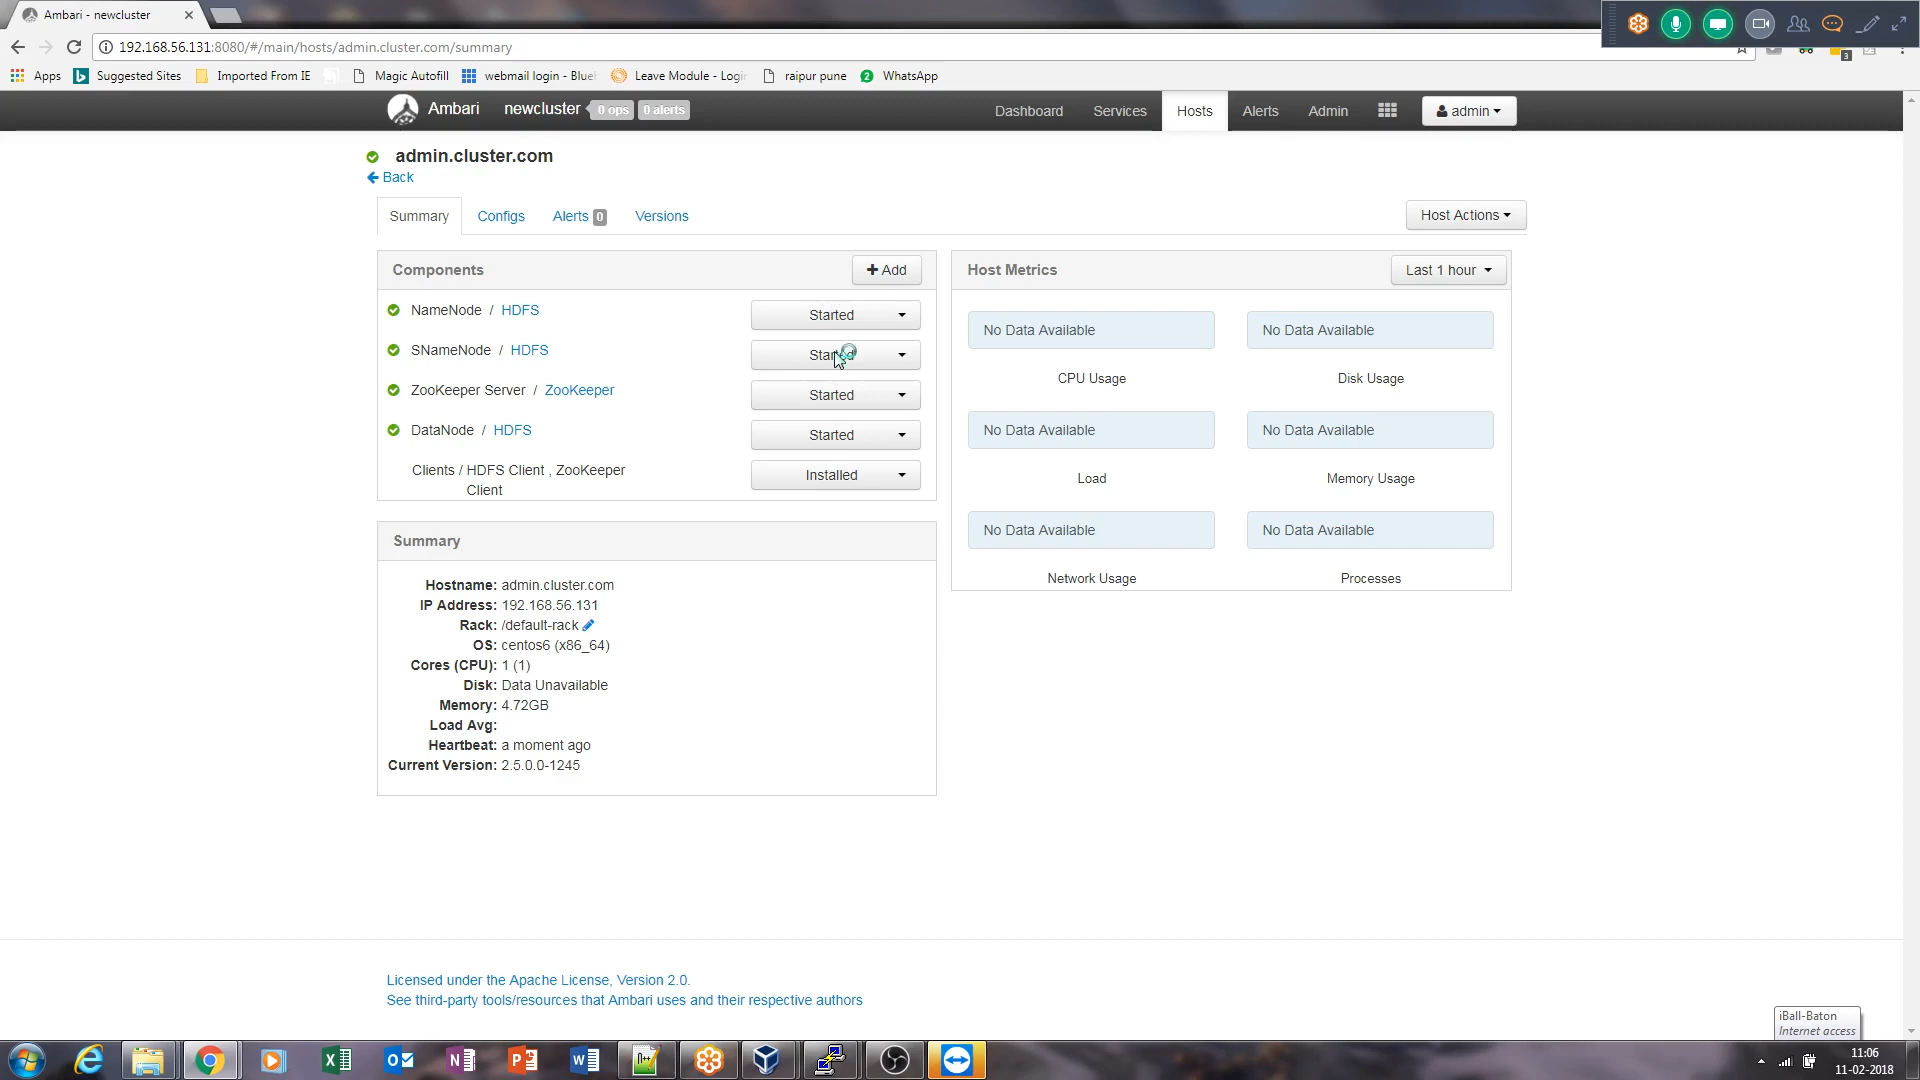 Ambari - newcluster
192.168.56.131:8080/#/main/hosts/admin.cluster.com/summary
Apps
Suggested Sites
Imported From IE
Magic Autofill
webmail login - Blue
Leave Module - Login
raipur pune
2
WhatsApp
3
Ambari
newcluster
0 ops
0 alerts
Dashboard
Services
Hosts
Alerts
Admin
admin
admin.cluster.com
Back
Summary
Configs
Alerts 0
Versions
Host Actions
Components
Add
NameNode / HDFS
Started
SNameNode / HDFS
Started
ZooKeeper Server / ZooKeeper
Started
DataNode / HDFS
Started
Clients / HDFS Client , ZooKeeper
Client
Installed
Host Metrics
Last 1 hour
No Data Available
No Data Available
CPU Usage
Disk Usage
No Data Available
No Data Available
Load
Memory Usage
No Data Available
No Data Available
Network Usage
Processes
Summary
Hostname: admin.cluster.com
IP Address: 192.168.56.131
Rack: /default-rack
OS: centos6 (x86_64)
Cores (CPU): 1 (1)
Disk: Data Unavailable
Memory: 4.72GB
Load Avg:
Heartbeat: a moment ago
Current Version: 2.5.0.0-1245
Licensed under the Apache License, Version 2.0.
See third-party tools/resources that Ambari uses and their respective authors
iBall-Baton
Internet access
11:06
11-02-2018